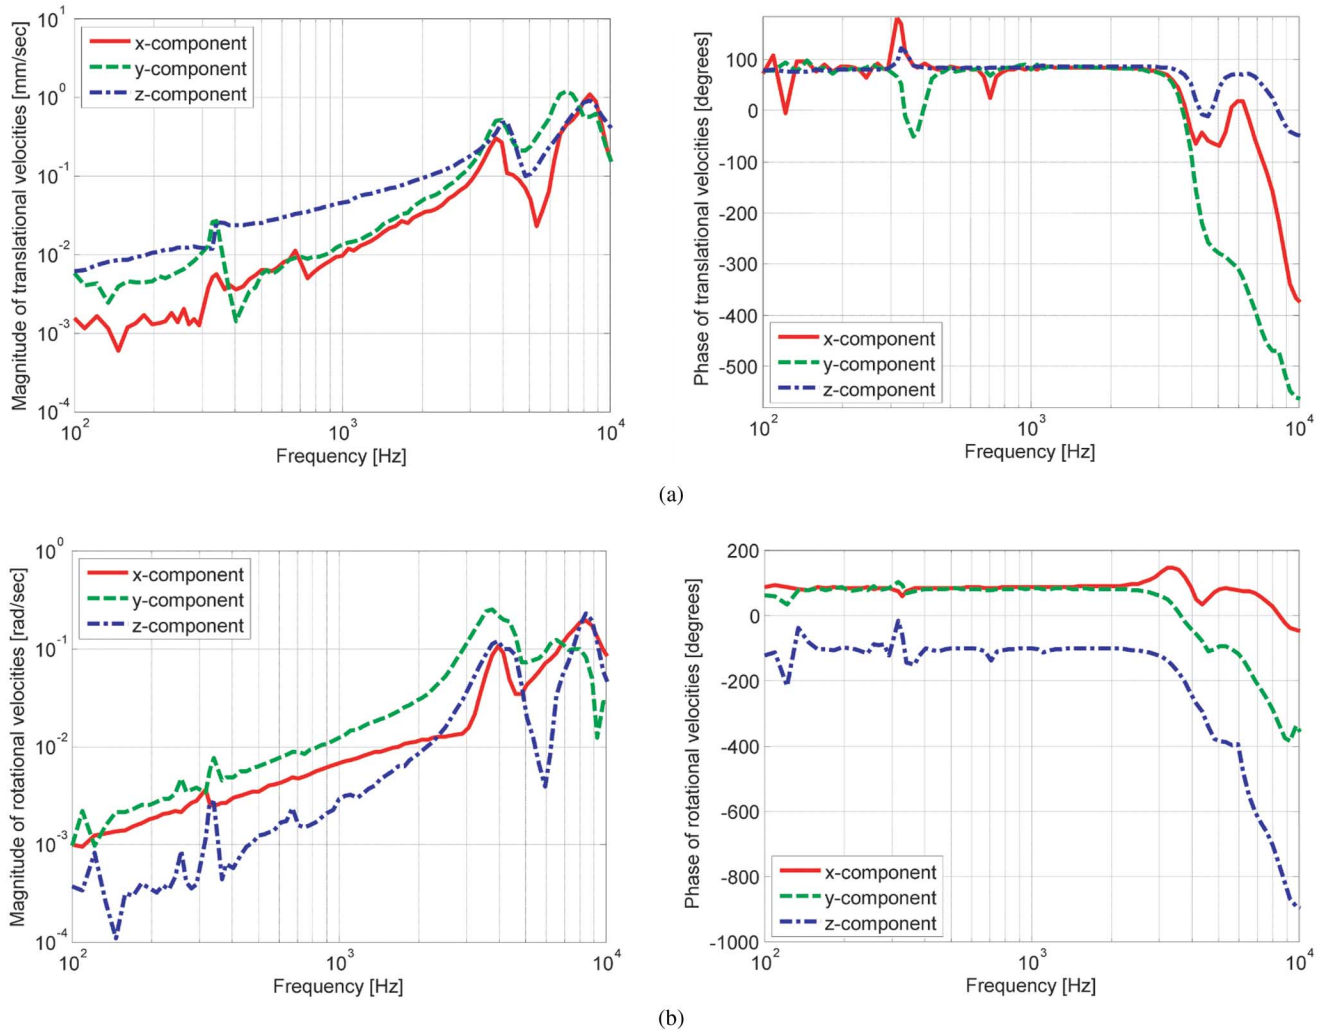 10^1
10^0
10^-1
10^-2
10^-3
10^-4
Magnitude of translational velocities [mm/sec]
x-component
y-component
z-component
10^2
10^3
10^4
Frequency [Hz]
100
0
-100
-200
-300
-400
-500
Phase of translational velocities [degrees]
x-component
y-component
z-component
10^2
10^3
10^4
Frequency [Hz]
(a)
10^0
10^-1
10^-2
10^-3
10^-4
Magnitude of rotational velocities [rad/sec]
x-component
y-component
z-component
10^2
10^3
10^4
Frequency [Hz]
200
0
-200
-400
-600
-800
-1000
Phase of rotational velocities [degrees]
x-component
y-component
z-component
10^2
10^3
10^4
Frequency [Hz]
(b)